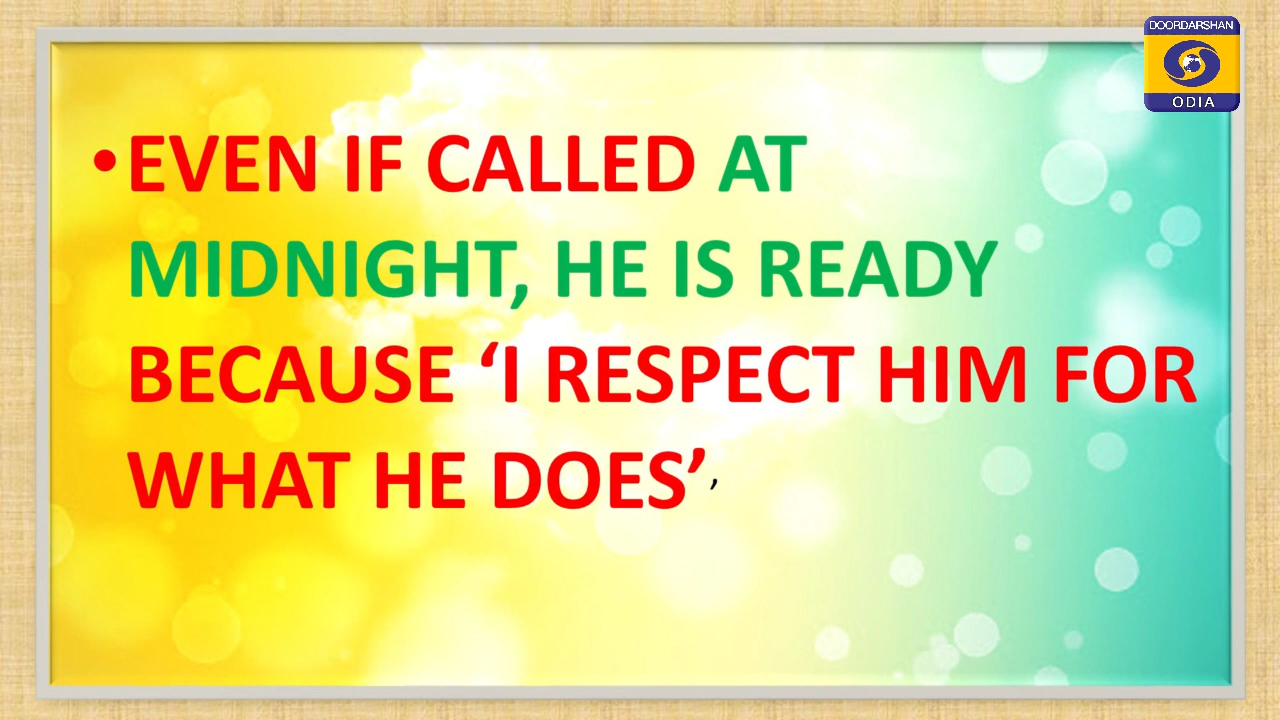 DOORDARSHAN
ODIA
•EVEN IF CALLED AT
MIDNIGHT, HE IS READY
BECAUSE ‘I RESPECT HIM FOR
WHAT HE DOES’,